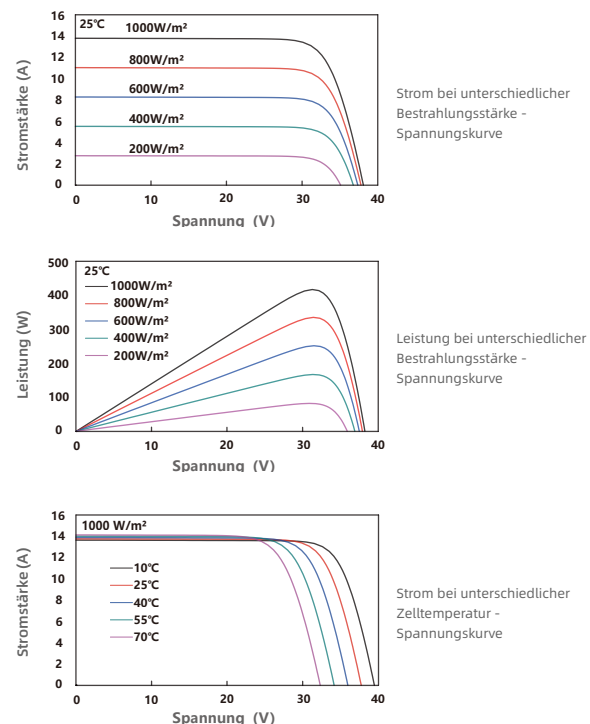 16
14
12
10
8
6
4
2
0
Stromstärke (A)
25℃
1000W/m²
800W/m²
600W/m²
400W/m²
200W/m²
0
10
20
30
40
Spannung (V)
Strom bei unterschiedlicher
Bestrahlungsstärke -
Spannungskurve
500
400
300
200
100
0
Leistung (W)
25℃
1000W/m²
800W/m²
600W/m²
400W/m²
200W/m²
0
10
20
30
40
Spannung (V)
Leistung bei unterschiedlicher
Bestrahlungsstärke -
Spannungskurve
16
14
12
10
8
6
4
2
0
Stromstärke (A)
1000 W/m²
10℃
25℃
40℃
55℃
70℃
0
10
20
30
40
Spannung (V)
Strom bei unterschiedlicher
Zelltemperatur -
Spannungskurve